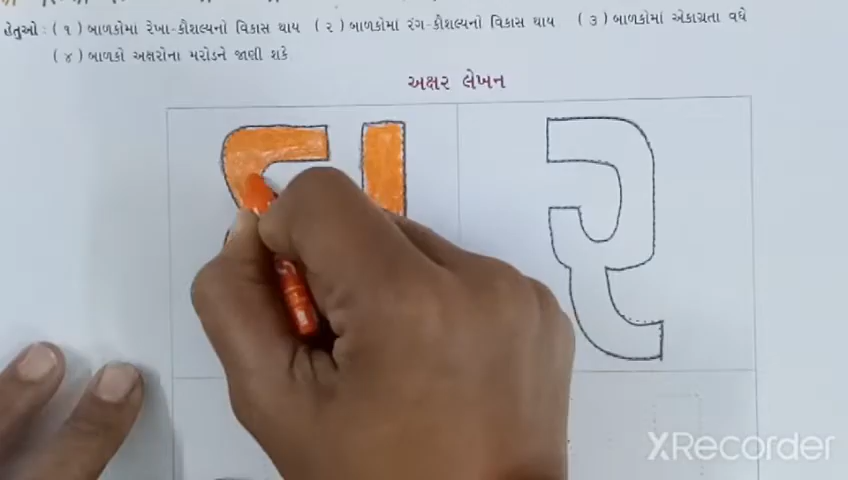 હેતુઓ : ( ૧ ) બાળકોમાં રેખા-કૌશલ્યનો વિકાસ થાય ( ૨ ) બાળકોમાં રંગ-કૌશલ્યનો વિકાસ થાય ( ૩ ) બાળકોમાં એકાગ્રતા વધે
( ૪ ) બાળકો અક્ષરોના મરોડને જાણી શકે
અક્ષર લેખન
ર
XRecorder